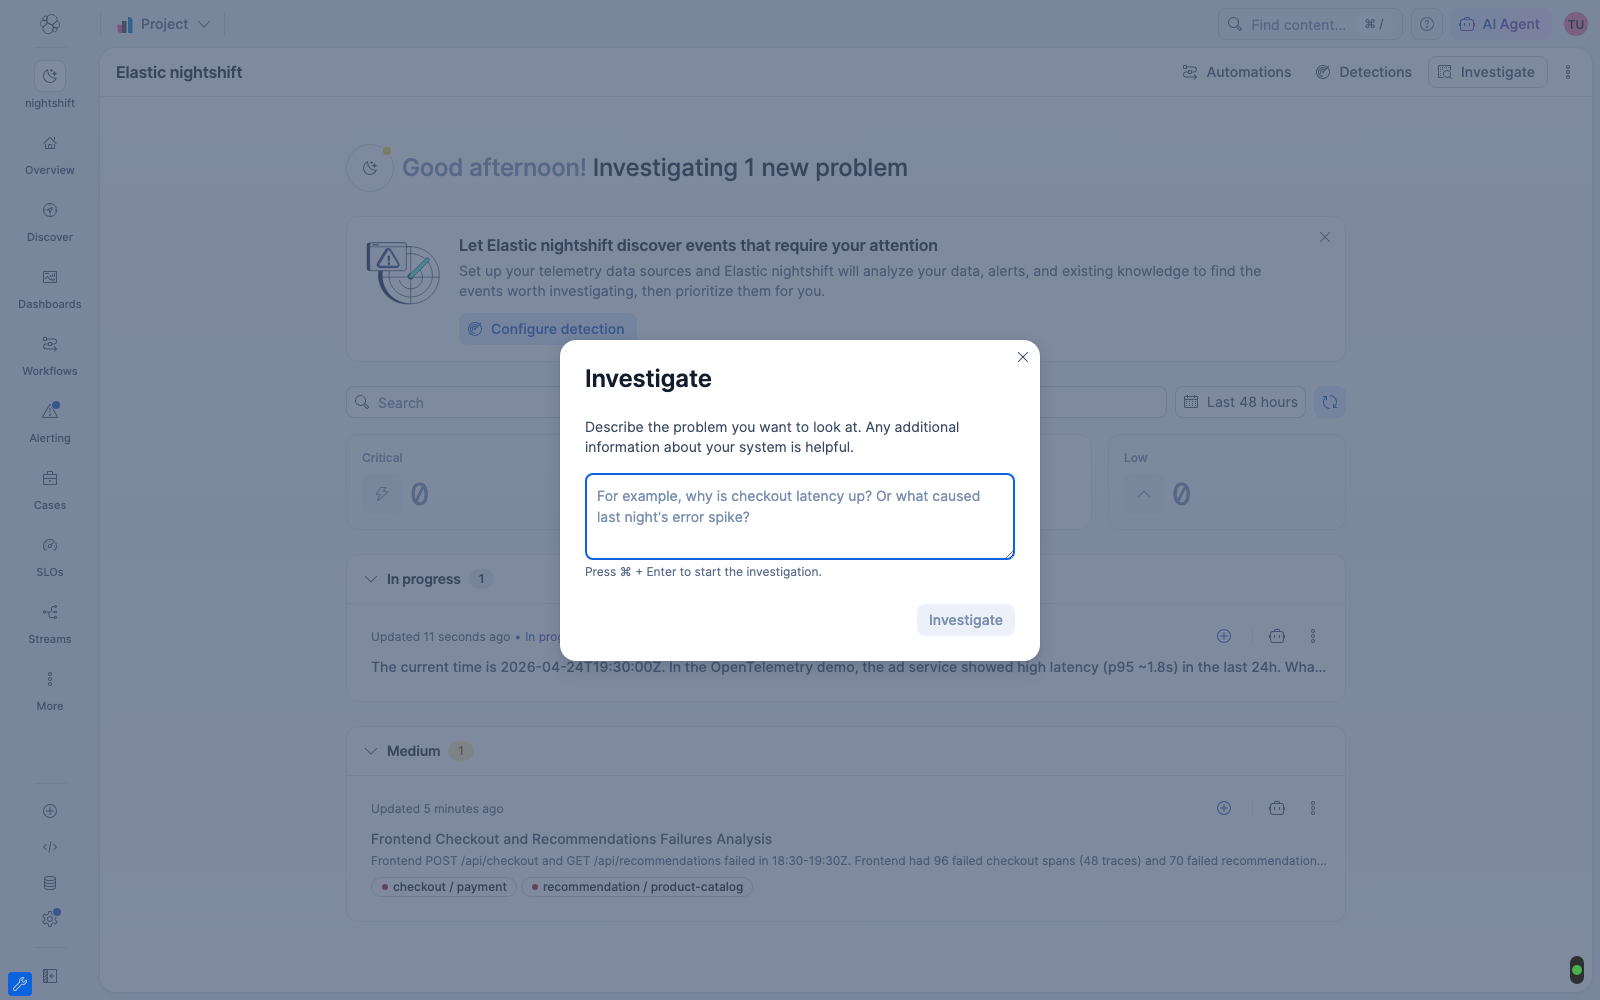 Project
Find content...
⌘ /
AI Agent
TU
Elastic nightshift
Automations
Detections
Investigate
nightshift
Overview
Discover
Dashboards
Workflows
Alerting
Cases
SLOs
Streams
More
Good afternoon! Investigating 1 new problem
Let Elastic nightshift discover events that require your attention
Set up your telemetry data sources and Elastic nightshift will analyze your data, alerts, and existing knowledge to find the
events worth investigating, then prioritize them for you.
Configure detection
Search
Last 48 hours
Critical
0
Low
0
Investigate
Describe the problem you want to look at. Any additional
information about your system is helpful.
For example, why is checkout latency up? Or what caused
last night's error spike?
Press ⌘ + Enter to start the investigation.
Investigate
In progress 1
Updated 11 seconds ago • In prog
The current time is 2026-04-24T19:30:00Z. In the OpenTelemetry demo, the ad service showed high latency (p95 ~1.8s) in the last 24h. Wha...
Medium 1
Updated 5 minutes ago
Frontend Checkout and Recommendations Failures Analysis
Frontend POST /api/checkout and GET /api/recommendations failed in 18:30-19:30Z. Frontend had 96 failed checkout spans (48 traces) and 70 failed recommendation...
checkout / payment
recommendation / product-catalog